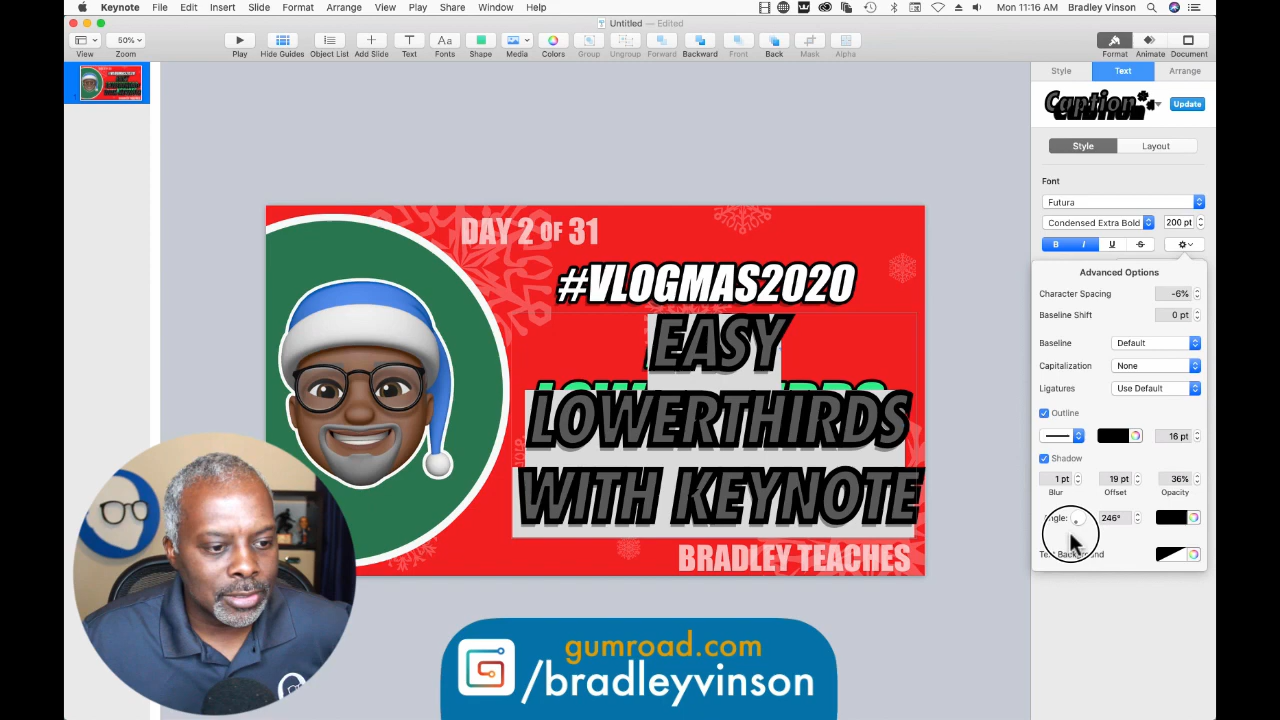 Keynote File Edit Insert Slide Format Arrange View Play Share Window Help Mon 11:16 AM Bradley Vinson
Untitled — Edited
50%
View Zoom Play Hide Guides Object List Add Slide Text Fonts Shape Media Colors Group Ungroup Forward Backward Front Back Mask Alpha Format Animate Document
Style Text Arrange
Caption
Update
Style Layout
Font
Futura
Condensed Extra Bold 200 pt
B I U S
Advanced Options
Character Spacing -6%
Baseline Shift 0 pt
Baseline Default
Capitalization None
Ligatures Use Default
Outline
16 pt
Shadow
1 pt 19 pt 36%
Blur Offset Opacity
Angle: 246°
Text Background
DAY 2 OF 31
#VLOGMAS2020
EASY
LOWERTHIRDS
WITH KEYNOTE
BRADLEY TEACHES
gumroad.com
/bradleyvinson